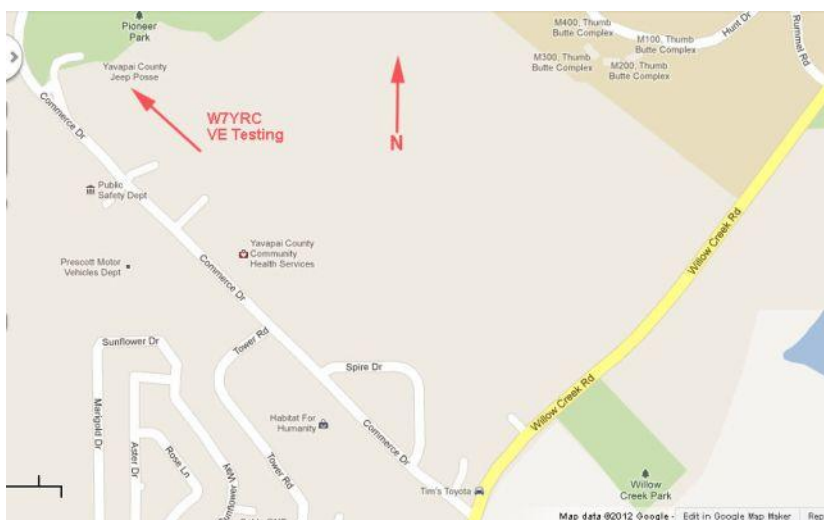 Pioneer
Park
Yavapai County
Jeep Posse
W7YRC
VE Testing
N
M400, Thumb
Butte Complex
M100, Thumb
Butte Complex
M300, Thumb
Butte Complex
M200, Thumb
Butte Complex
Hunt Dr
Rummel Rd
Commerce Dr
Public
Safety Dept
Yavapai County
Community
Health Services
Prescott Motor
Vehicles Dept
Commerce Dr
Willow Creek Rd
Sunflower Dr
Tower Rd
Spire Dr
Marigold Dr
Aster Dr
Rose Ln
Habitat For
Humanity
Commerce Dr
Willow Creek Rd
Tower Rd
Tim's Toyota
Willow
Creek Park
Map data ©2012 Google -
Edit in Google Map Maker
Rep